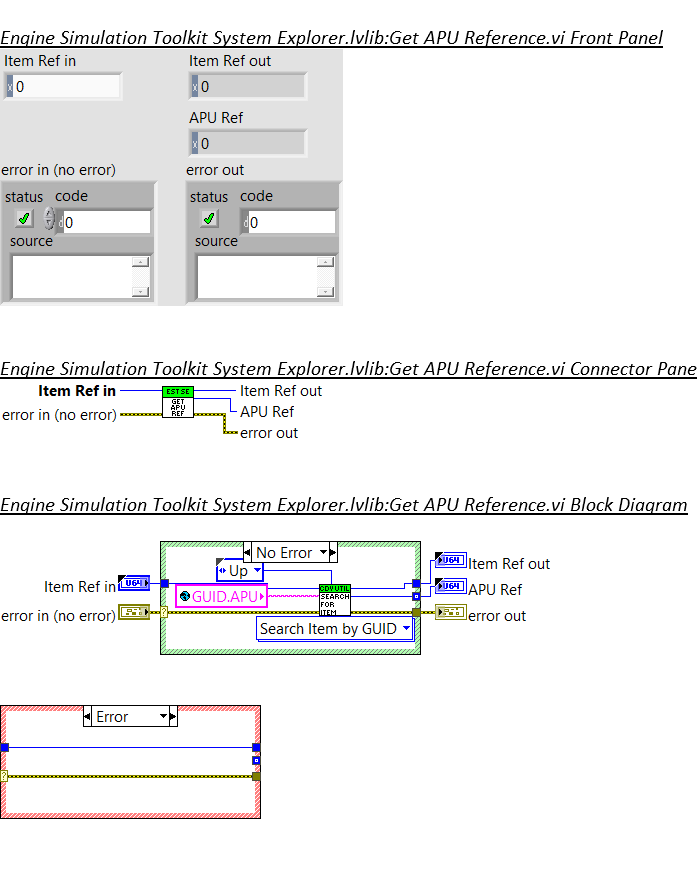 Engine Simulation Toolkit System Explorer.lvlib:Get APU Reference.vi Front Panel
Item Ref in
Item Ref out
x 0
x 0
APU Ref
x 0
error in (no error)
error out
status code
status code
d 0
d 0
source
source
Engine Simulation Toolkit System Explorer.lvlib:Get APU Reference.vi Connector Pane
Item Ref in
EST SE
GET
APU
REF
Item Ref out
APU Ref
error in (no error)
error out
Engine Simulation Toolkit System Explorer.lvlib:Get APU Reference.vi Block Diagram
No Error
Up
U64
Item Ref out
Item Ref in
U64
U64
APU Ref
GUID.APU
SEARCH
FOR
ITEM
error in (no error)
?
error out
Search Item by GUID
Error
?